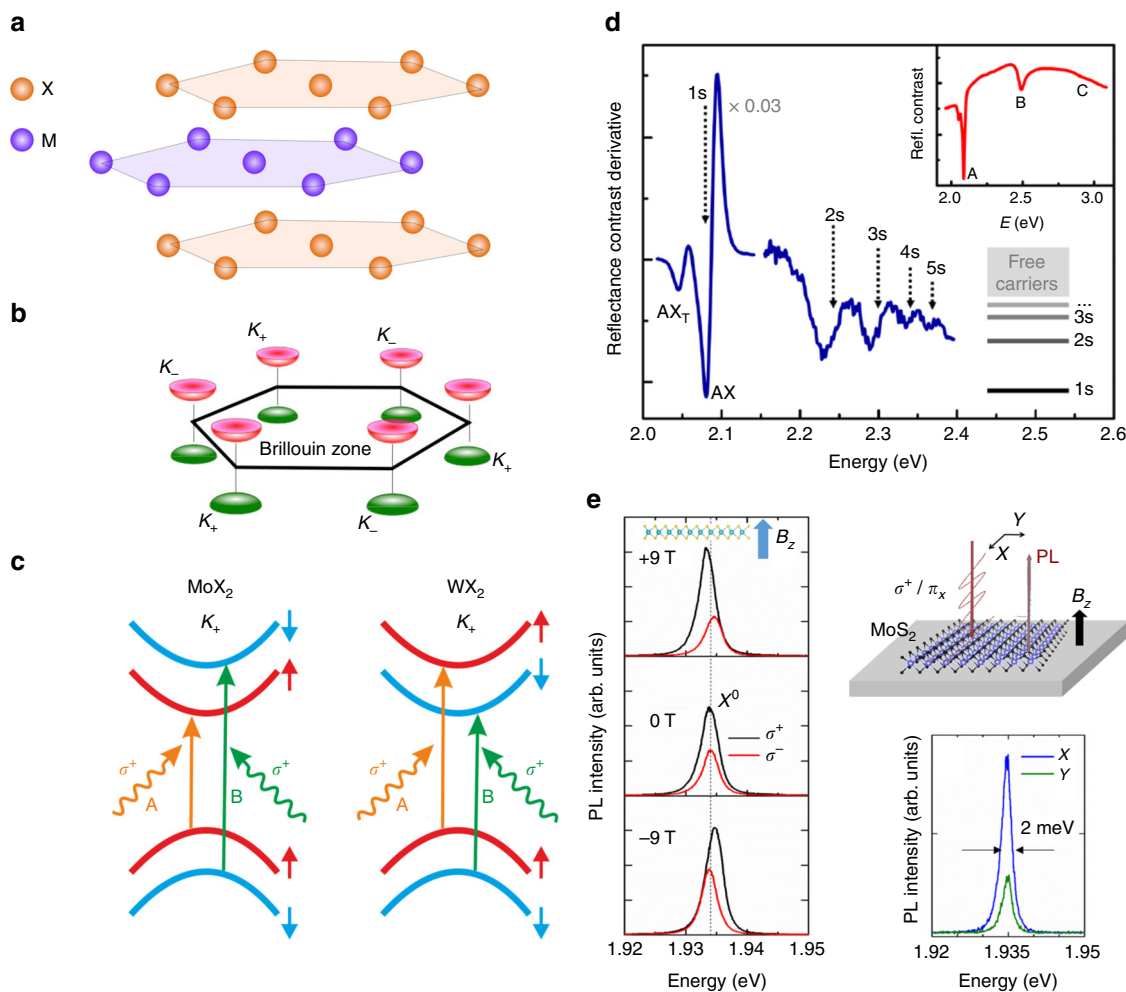 a
X
M
b
K+
K−
K−
Brillouin zone
K+
K+
K−
c
MoX2
WX2
K+
K+
σ+
A
B
σ+
σ+
A
B
σ+
d
Reflectance contrast derivative
1s
× 0.03
2s
3s
4s
5s
AXT
AX
2.0 2.1 2.2 2.3 2.4 2.5 2.6
Energy (eV)
Refl. contrast
A
B
C
2.0 2.5 3.0
E (eV)
Free
carriers
...
3s
2s
1s
e
PL intensity (arb. units)
+9 T
Bz
0 T
X0
σ+
σ−
−9 T
1.92 1.93 1.94 1.95
Energy (eV)
Y
X
PL
σ+ / πx
Bz
MoS2
PL intensity (arb. units)
X
Y
2 meV
1.92 1.935 1.95
Energy (eV)